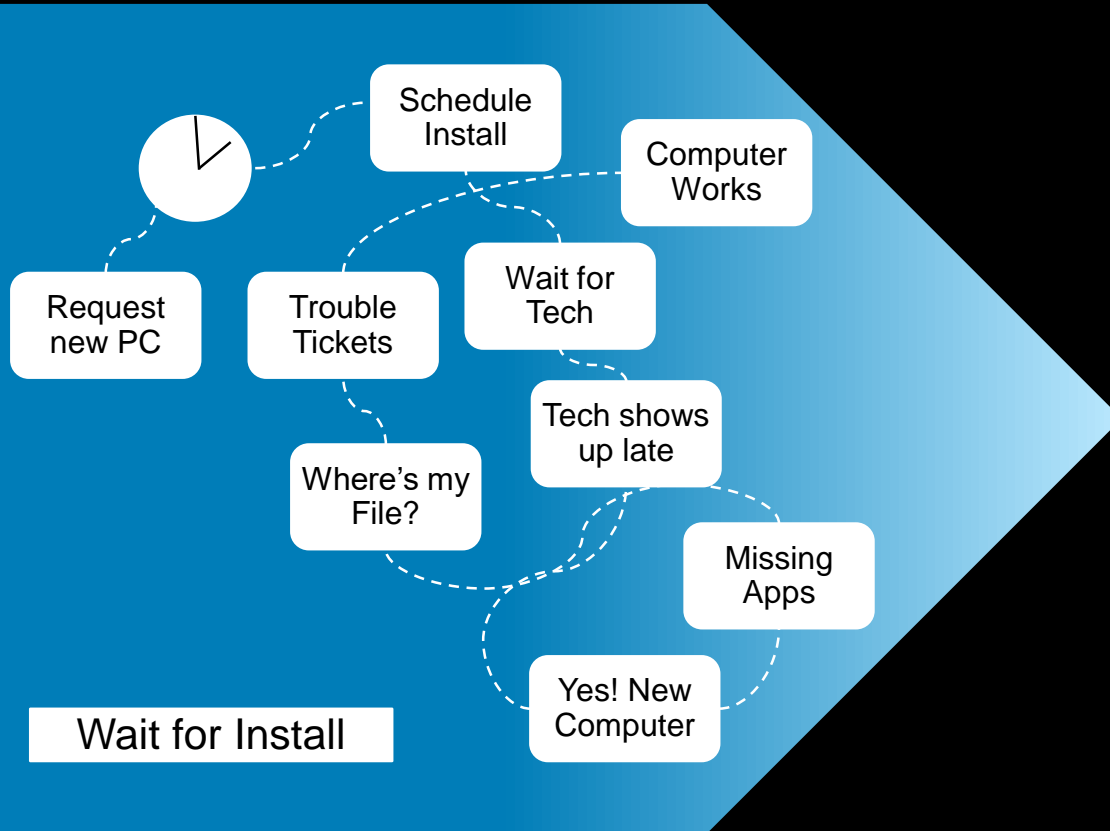 Schedule
Install
Computer
Works
Request
new PC
Trouble
Tickets
Wait for
Tech
Tech shows
up late
Where’s my
File?
Missing
Apps
Yes! New
Computer
Wait for Install